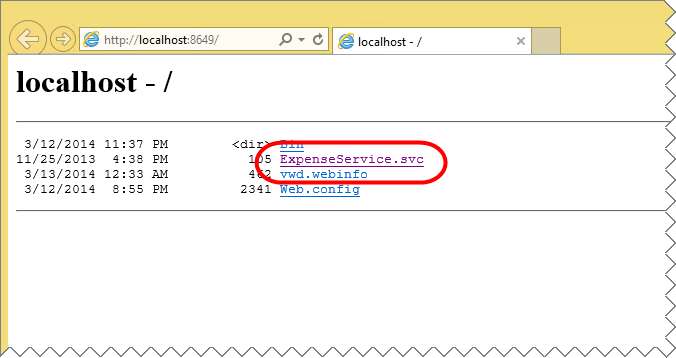 http://localhost:8649/
localhost - /
localhost - /
3/12/2014 11:37 PM <dir> Bin
11/25/2013 4:38 PM 105 ExpenseService.svc
3/13/2014 12:33 AM 462 vwd.webinfo
3/12/2014 8:55 PM 2341 Web.config